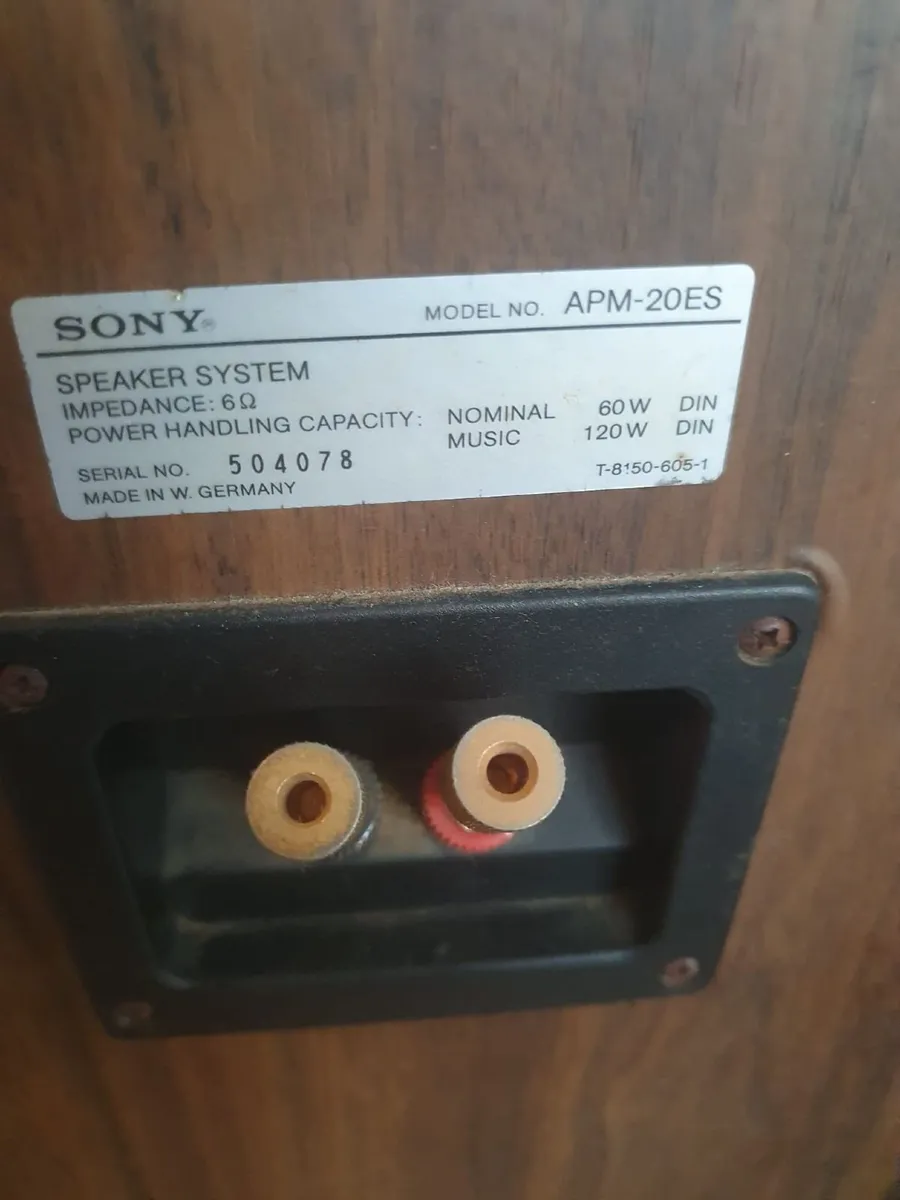 SONY® MODEL NO. APM-20ES
SPEAKER SYSTEM
IMPEDANCE: 6Ω
POWER HANDLING CAPACITY: NOMINAL 60W DIN
MUSIC 120W DIN
SERIAL NO. 504078
T-8150-605-1
MADE IN W. GERMANY